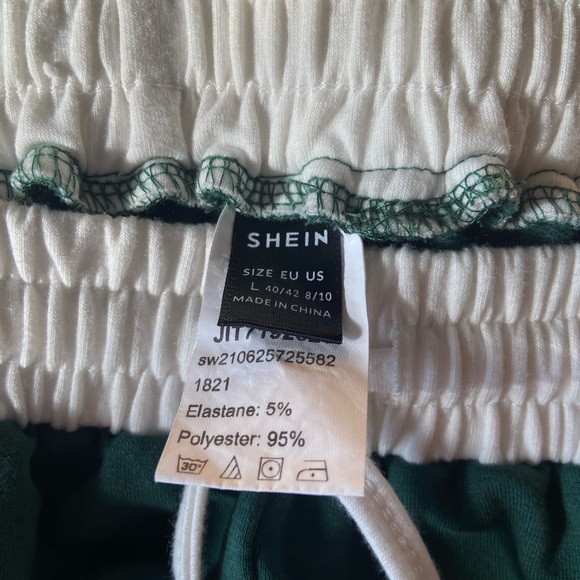 SHEIN
SIZE EU US
L 40/42 8/10
MADE IN CHINA
sw210625725582
1821
Elastane: 5%
Polyester: 95%
30°